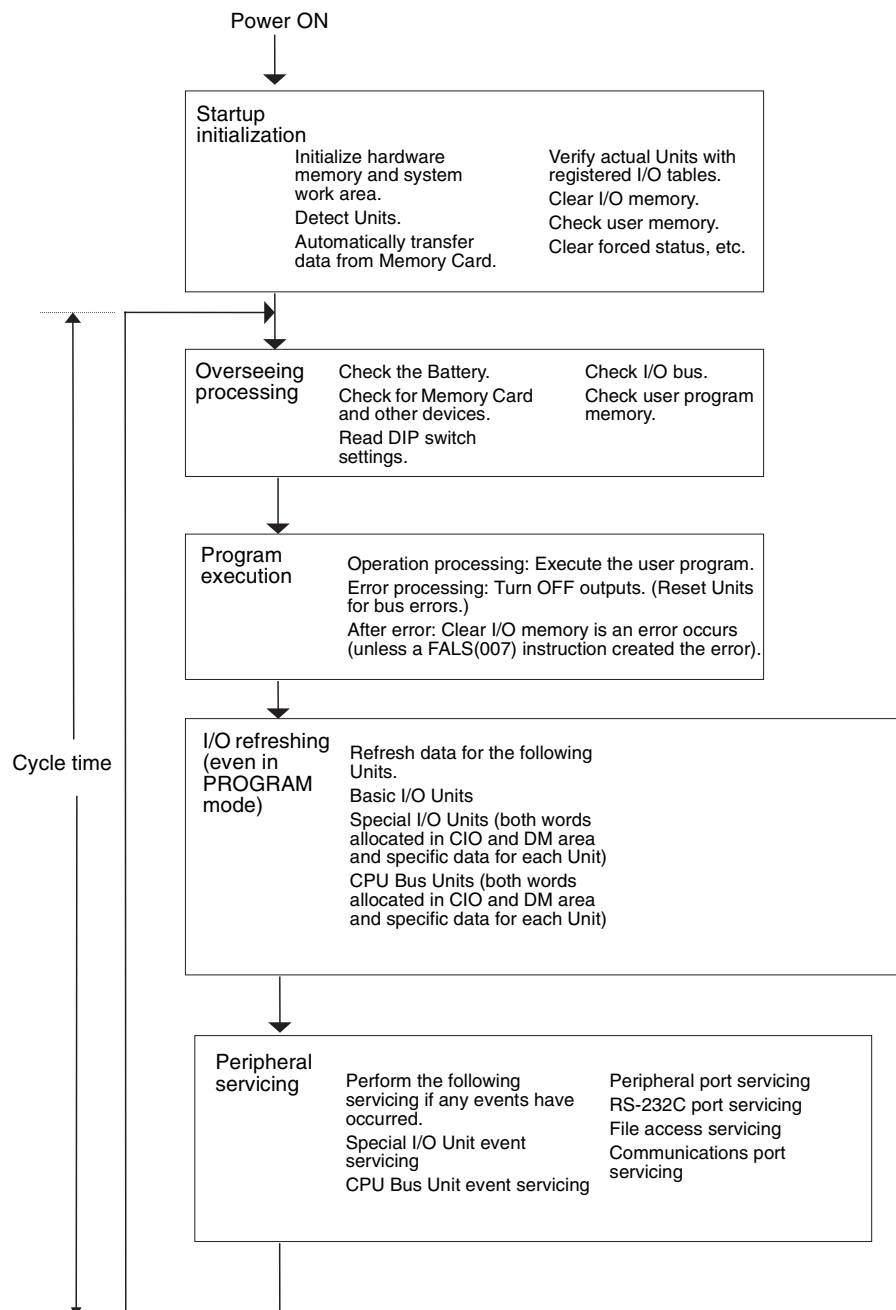 Power ON
Startup
initialization
Initialize hardware
memory and system
work area.
Detect Units.
Automatically transfer
data from Memory Card.
Verify actual Units with
registered I/O tables.
Clear I/O memory.
Check user memory.
Clear forced status, etc.
Overseeing
processing
Check the Battery.
Check for Memory Card
and other devices.
Read DIP switch
settings.
Check I/O bus.
Check user program
memory.
Program
execution
Operation processing: Execute the user program.
Error processing: Turn OFF outputs. (Reset Units
for bus errors.)
After error: Clear I/O memory is an error occurs
(unless a FALS(007) instruction created the error).
Cycle time
I/O refreshing
(even in
PROGRAM
mode)
Refresh data for the following
Units.
Basic I/O Units
Special I/O Units (both words
allocated in CIO and DM area
and specific data for each Unit)
CPU Bus Units (both words
allocated in CIO and DM area
and specific data for each Unit)
Peripheral
servicing
Perform the following
servicing if any events have
occurred.
Special I/O Unit event
servicing
CPU Bus Unit event servicing
Peripheral port servicing
RS-232C port servicing
File access servicing
Communications port
servicing